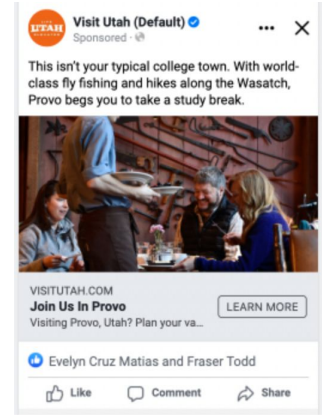 UTAH
Visit Utah (Default)
Sponsored ·
This isn't your typical college town. With world-
class fly fishing and hikes along the Wasatch,
Provo begs you to take a study break.
VISITUTAH.COM
Join Us In Provo
Visiting Provo, Utah? Plan your va...
LEARN MORE
Evelyn Cruz Matias and Fraser Todd
Like
Comment
Share